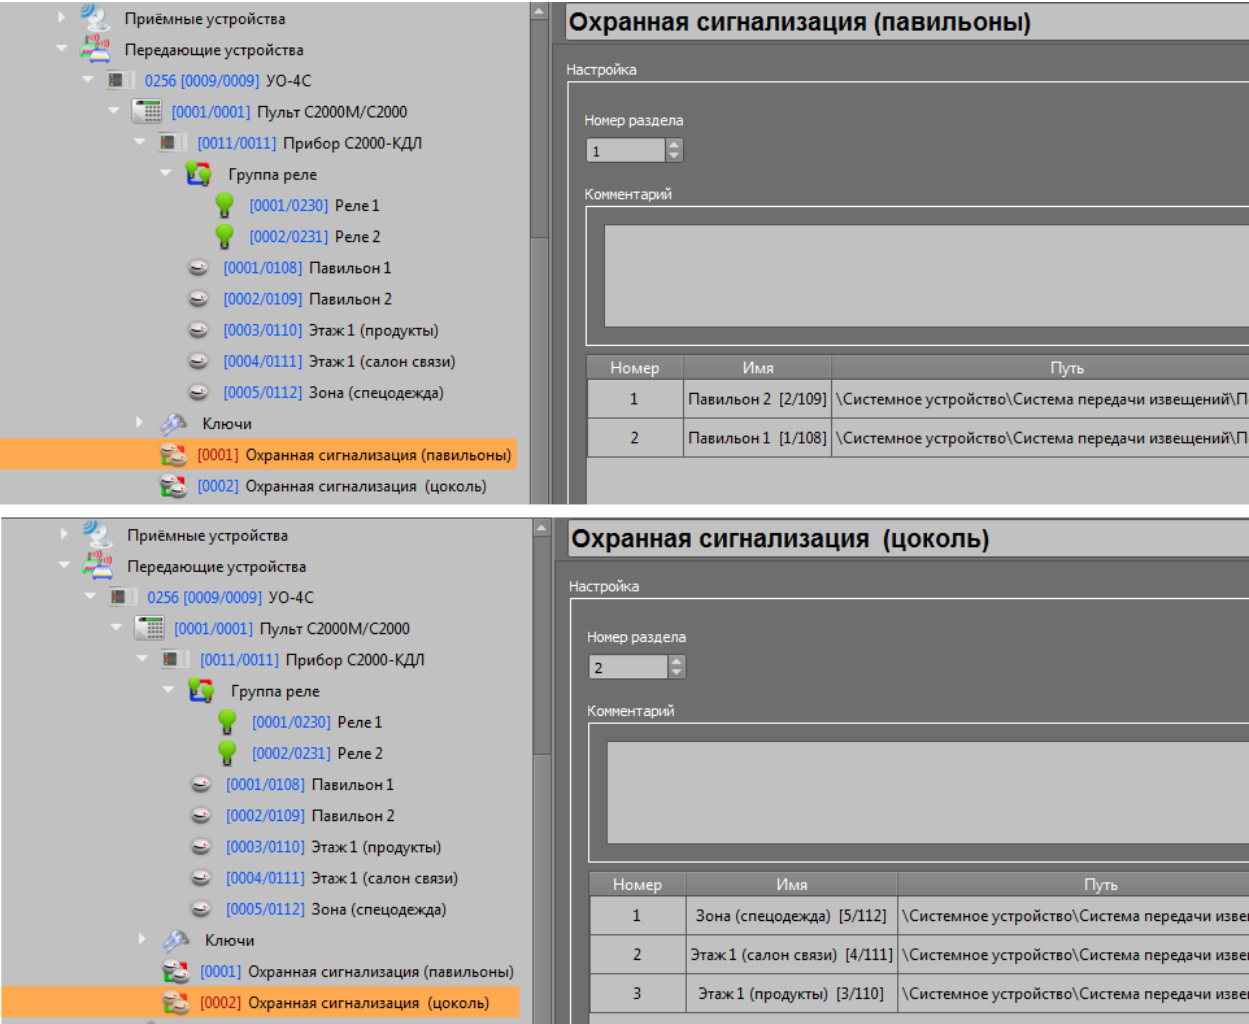 Приёмные устройства
Передающие устройства
0256 [0009/0009] УО-4С
[0001/0001] Пульт С2000М/С2000
[0011/0011] Прибор С2000-КДЛ
Группа реле
[0001/0230] Реле 1
[0002/0231] Реле 2
[0001/0108] Павильон 1
[0002/0109] Павильон 2
[0003/0110] Этаж 1 (продукты)
[0004/0111] Этаж 1 (салон связи)
[0005/0112] Зона (спецодежда)
Ключи
[0001] Охранная сигнализация (павильоны)
[0002] Охранная сигнализация (цоколь)
Охранная сигнализация (павильоны)
Настройка
Номер раздела
1
Комментарий
Номер Имя Путь
1 Павильон 2 [2/109] \Системное устройство\Система передачи извещений\П
2 Павильон 1 [1/108] \Системное устройство\Система передачи извещений\П
Приёмные устройства
Передающие устройства
0256 [0009/0009] УО-4С
[0001/0001] Пульт С2000М/С2000
[0011/0011] Прибор С2000-КДЛ
Группа реле
[0001/0230] Реле 1
[0002/0231] Реле 2
[0001/0108] Павильон 1
[0002/0109] Павильон 2
[0003/0110] Этаж 1 (продукты)
[0004/0111] Этаж 1 (салон связи)
[0005/0112] Зона (спецодежда)
Ключи
[0001] Охранная сигнализация (павильоны)
[0002] Охранная сигнализация (цоколь)
Охранная сигнализация (цоколь)
Настройка
Номер раздела
2
Комментарий
Номер Имя Путь
1 Зона (спецодежда) [5/112] \Системное устройство\Система передачи изве
2 Этаж 1 (салон связи) [4/111] \Системное устройство\Система передачи изве
3 Этаж 1 (продукты) [3/110] \Системное устройство\Система передачи изве